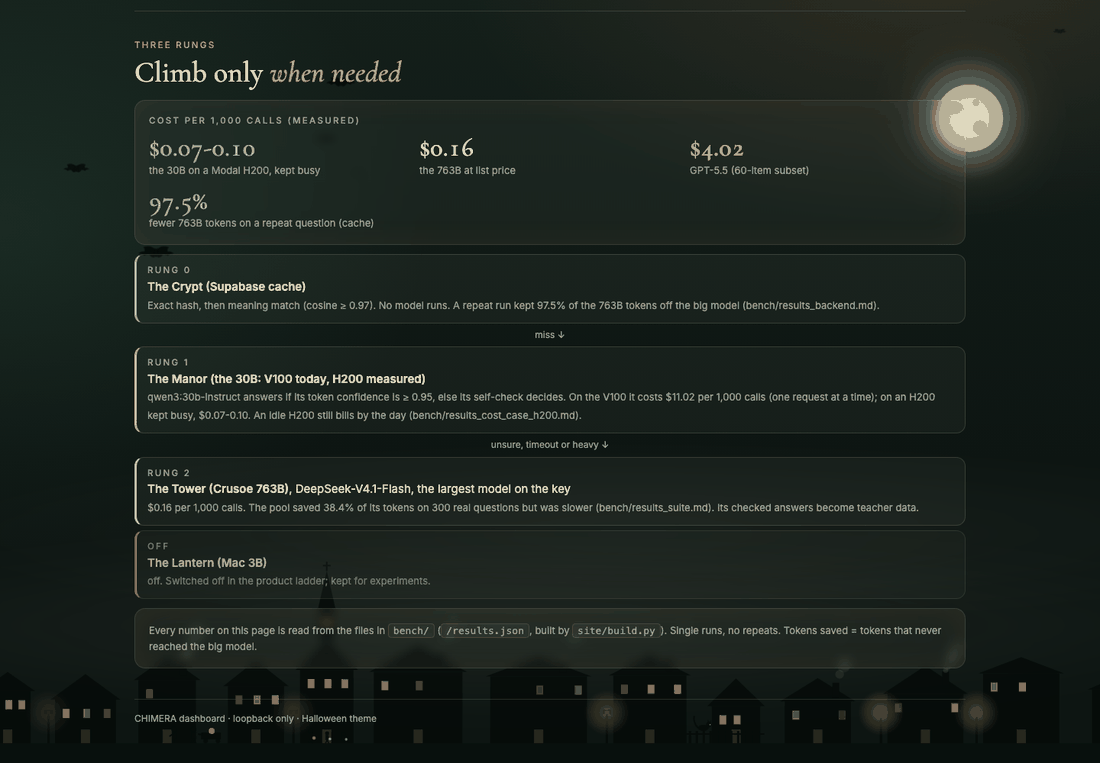 THREE RUNGS
Climb only when needed
COST PER 1,000 CALLS (MEASURED)
$0.07-0.10
the 30B on a Modal H200, kept busy
$0.16
the 763B at list price
$4.02
GPT-5.5 (60-item subset)
97.5%
fewer 763B tokens on a repeat question (cache)
RUNG 0
The Crypt (Supabase cache)
Exact hash, then meaning match (cosine ≥ 0.97). No model runs. A repeat run kept 97.5% of the 763B tokens off the big model (bench/results_backend.md).
miss ↓
RUNG 1
The Manor (the 30B: V100 today, H200 measured)
qwen3:30b-instruct answers if its token confidence is ≥ 0.95, else its self-check decides. On the V100 it costs $11.02 per 1,000 calls (one request at a time); on an H200
kept busy, $0.07-0.10. An idle H200 still bills by the day (bench/results_cost_case_h200.md).
unsure, timeout or heavy ↓
RUNG 2
The Tower (Crusoe 763B), DeepSeek-V4.1-Flash, the largest model on the key
$0.16 per 1,000 calls. The pool saved 38.4% of its tokens on 300 real questions but was slower (bench/results_suite.md). Its checked answers become teacher data.
OFF
The Lantern (Mac 3B)
off. Switched off in the product ladder; kept for experiments.
Every number on this page is read from the files in bench/ ( /results.json , built by site/build.py ). Single runs, no repeats. Tokens saved = tokens that never
reached the big model.
CHIMERA dashboard · loopback only · Halloween theme